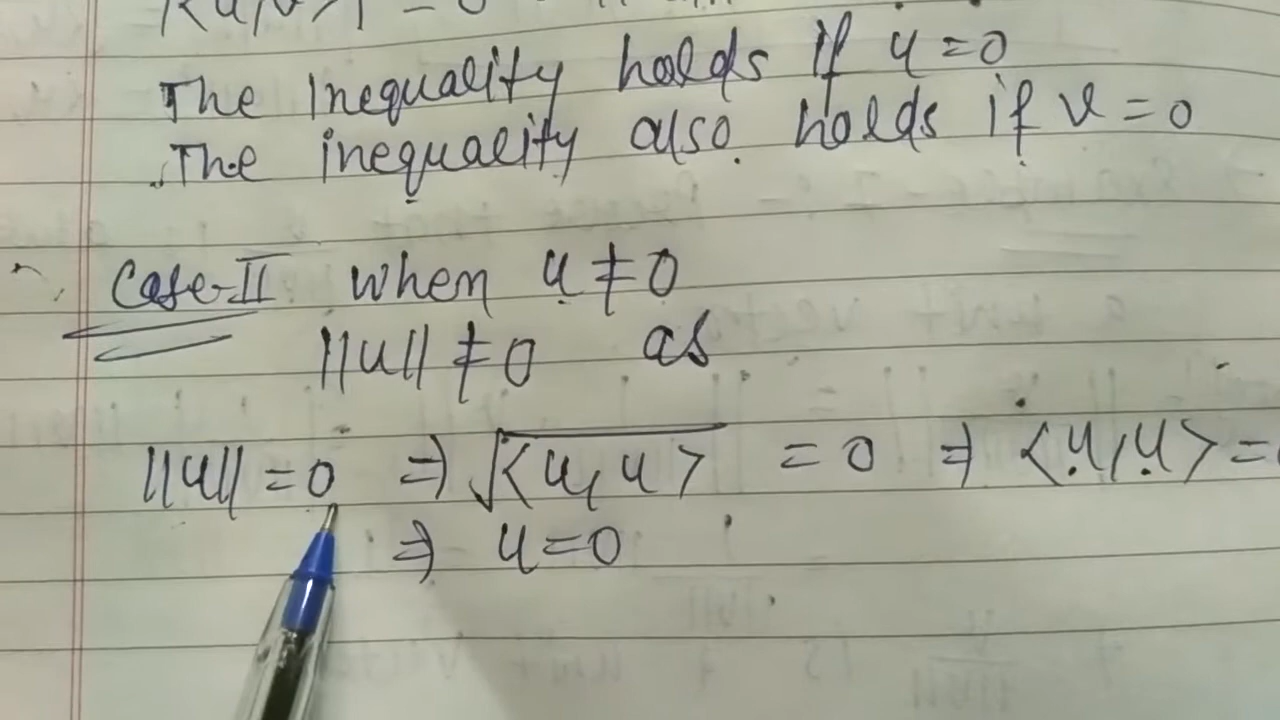 |<u,v>| = 0
The Inequality holds if u = 0
The inequality also holds if v = 0
Case-II when u ≠ 0
||u|| ≠ 0 as
||u|| = 0 ⇒ √<u, u> = 0 ⇒ <u, u> =
⇒ u = 0